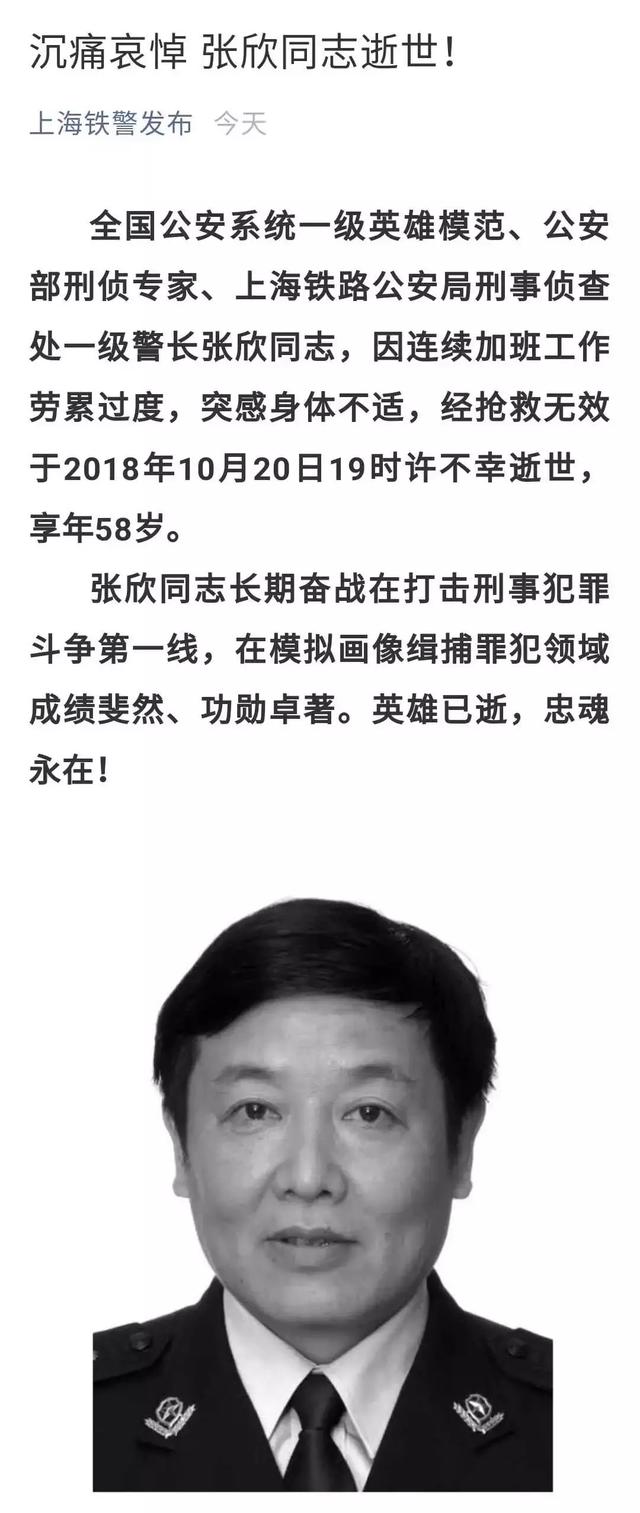 沉痛哀悼 张欣同志逝世！
上海铁警发布 今天
全国公安系统一级英雄模范、公安
部刑侦专家、上海铁路公安局刑事侦查
处一级警长张欣同志，因连续加班工作
劳累过度，突感身体不适，经抢救无效
于2018年10月20日19时许不幸逝世，
享年58岁。
张欣同志长期奋战在打击刑事犯罪
斗争第一线，在模拟画像缉捕罪犯领域
成绩斐然、功勋卓著。英雄已逝，忠魂
永在！